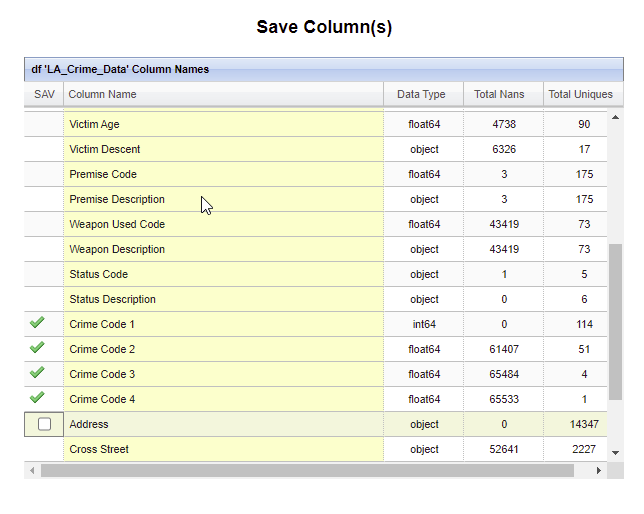 Save Column(s)
df 'LA_Crime_Data' Column Names
SAV Column Name Data Type Total Nans Total Uniques
Victim Age float64 4738 90
Victim Descent object 6326 17
Premise Code float64 3 175
Premise Description object 3 175
Weapon Used Code float64 43419 73
Weapon Description object 43419 73
Status Code object 1 5
Status Description object 0 6
Crime Code 1 int64 0 114
Crime Code 2 float64 61407 51
Crime Code 3 float64 65484 4
Crime Code 4 float64 65533 1
Address object 0 14347
Cross Street object 52641 2227